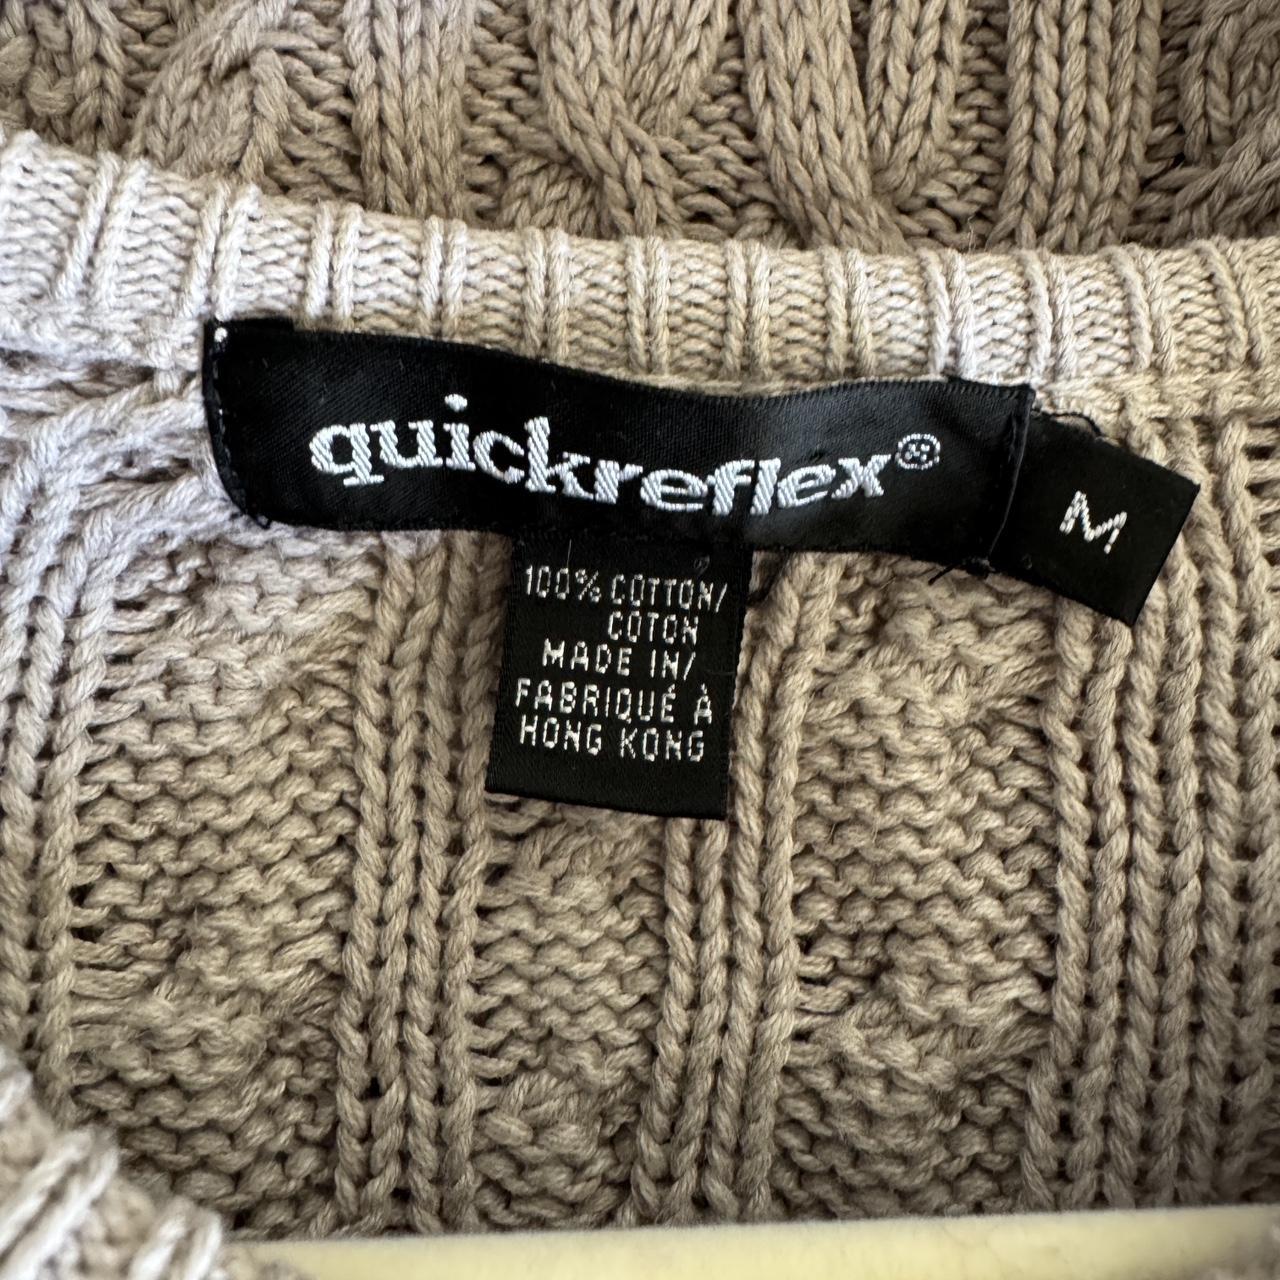 quickreflex®
M
100% COTTON/
COTON
MADE IN/
FABRIQUÉ À
HONG KONG